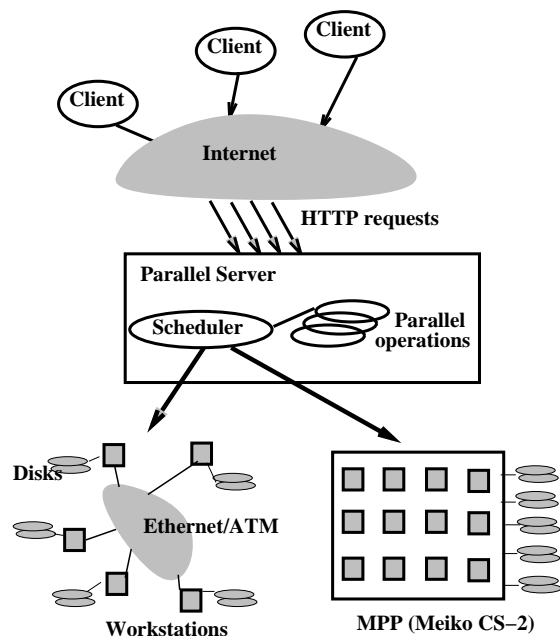 Client
Client
Client
Internet
HTTP requests
Parallel Server
Scheduler
Parallel
operations
Disks
Ethernet/ATM
Workstations
MPP (Meiko CS−2)